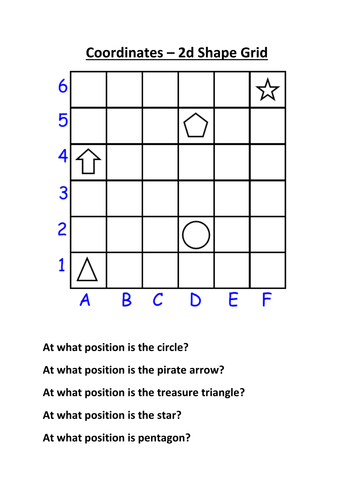 Coordinates – 2d Shape Grid
6
5
4
3
2
1
A B C D E F
At what position is the circle?
At what position is the pirate arrow?
At what position is the treasure triangle?
At what position is the star?
At what position is pentagon?